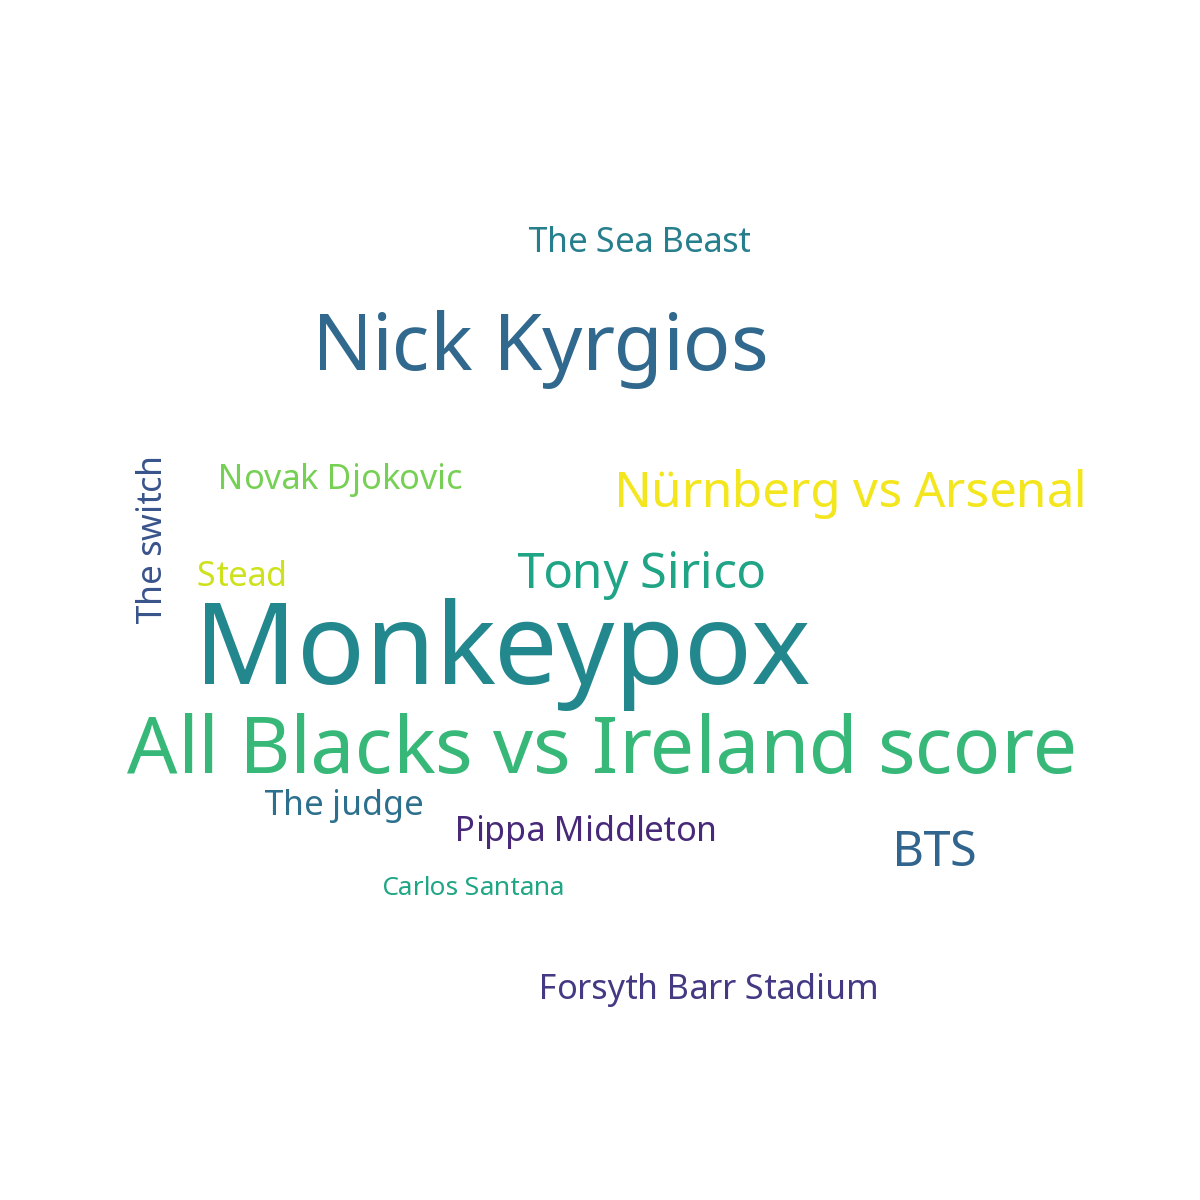 The Sea Beast
Nick Kyrgios
The switch
Novak Djokovic
Nürnberg vs Arsenal
Tony Sirico
Stead
Monkeypox
All Blacks vs Ireland score
The judge
Pippa Middleton
BTS
Carlos Santana
Forsyth Barr Stadium